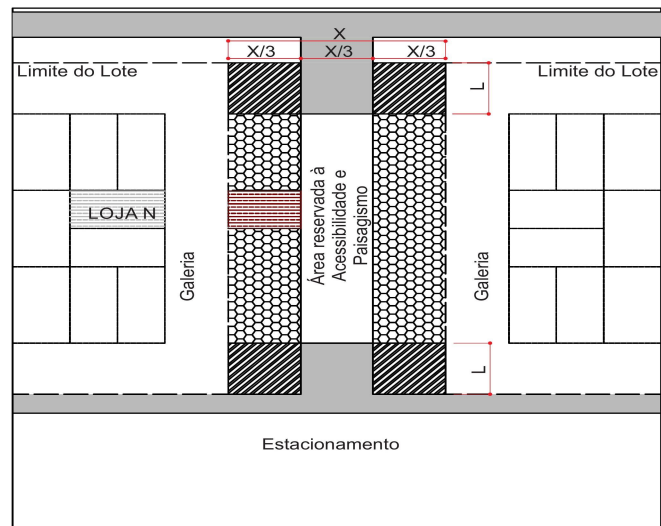 X
X/3 X/3 X/3
Limite do Lote
Limite do Lote
L
LOJA N
Galeria
Área reservada à
Acessibilidade e
Paisagismo
Galeria
L
Estacionamento